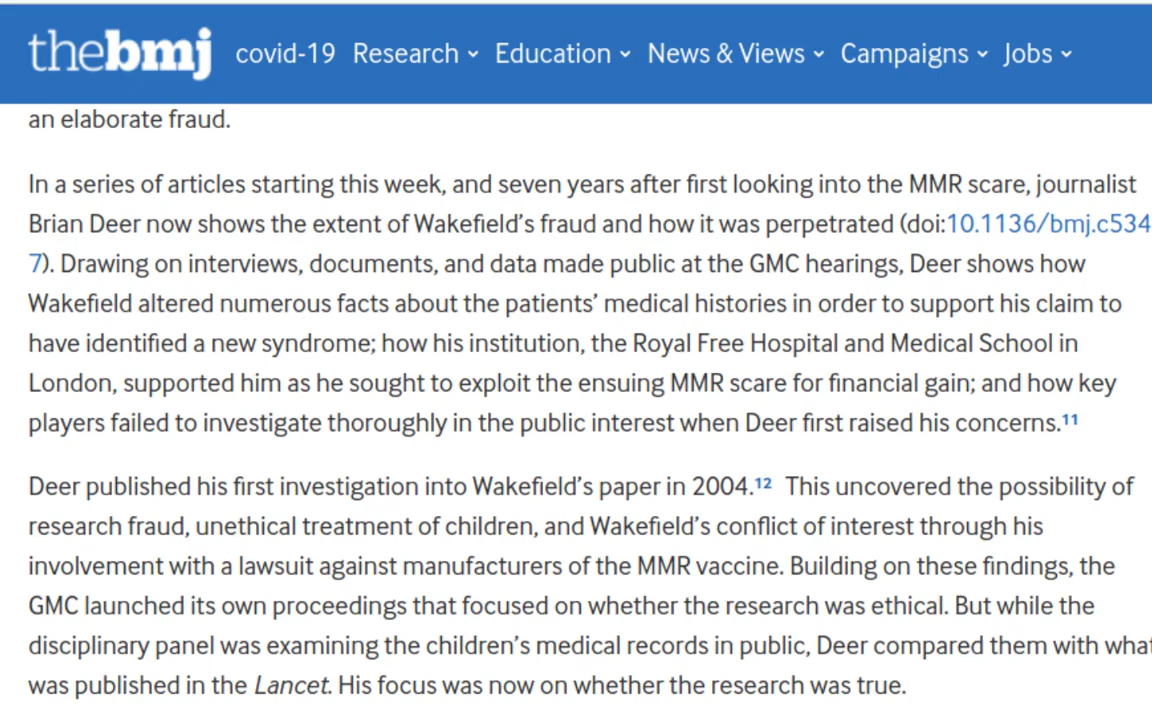 thebmj covid-19 Research Education News & Views Campaigns Jobs
an elaborate fraud.
In a series of articles starting this week, and seven years after first looking into the MMR scare, journalist
Brian Deer now shows the extent of Wakefield’s fraud and how it was perpetrated (doi:10.1136/bmj.c534
7). Drawing on interviews, documents, and data made public at the GMC hearings, Deer shows how
Wakefield altered numerous facts about the patients’ medical histories in order to support his claim to
have identified a new syndrome; how his institution, the Royal Free Hospital and Medical School in
London, supported him as he sought to exploit the ensuing MMR scare for financial gain; and how key
players failed to investigate thoroughly in the public interest when Deer first raised his concerns.11
Deer published his first investigation into Wakefield’s paper in 2004.12 This uncovered the possibility of
research fraud, unethical treatment of children, and Wakefield’s conflict of interest through his
involvement with a lawsuit against manufacturers of the MMR vaccine. Building on these findings, the
GMC launched its own proceedings that focused on whether the research was ethical. But while the
disciplinary panel was examining the children’s medical records in public, Deer compared them with what
was published in the Lancet. His focus was now on whether the research was true.